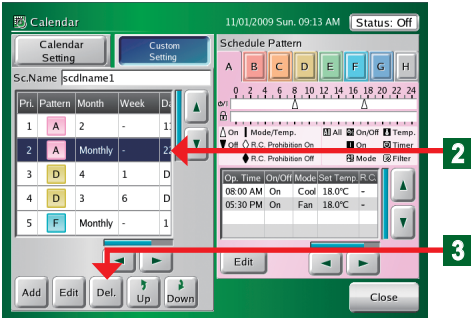 Calendar 11/01/2009 Sun. 09:13 AM Status: Off
Calendar Setting
Custom Setting
Sc.Name scdlname1
Pri. Pattern Month Week Da
1 A 2 - 1
2 A Monthly - 2
3 D 4 1 D
4 D 3 6 D
5 F Monthly - 1
Add Edit Del. Up Down
Schedule Pattern
A B C D E F G H
0 2 4 6 8 10 12 14 16 18 20 22 24
On Mode/Temp. All On/Off Temp.
Off R.C. Prohibition On On Timer
R.C. Prohibition Off Mode Filter
Op. Time On/Off Mode Set Temp. R.C.
08:00 AM On Cool 18.0°C -
05:30 PM On Fan 18.0°C -
Edit
Close
2
3